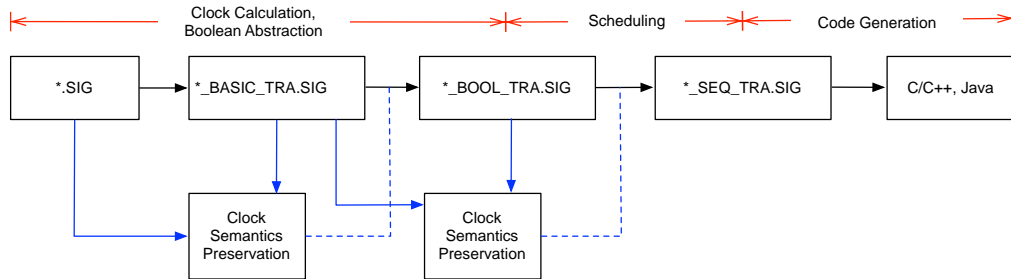 Clock Calculation,
Boolean Abstraction
Scheduling
Code Generation
*.SIG
*_BASIC_TRA.SIG
*_BOOL_TRA.SIG
*_SEQ_TRA.SIG
C/C++, Java
Clock
Semantics
Preservation
Clock
Semantics
Preservation